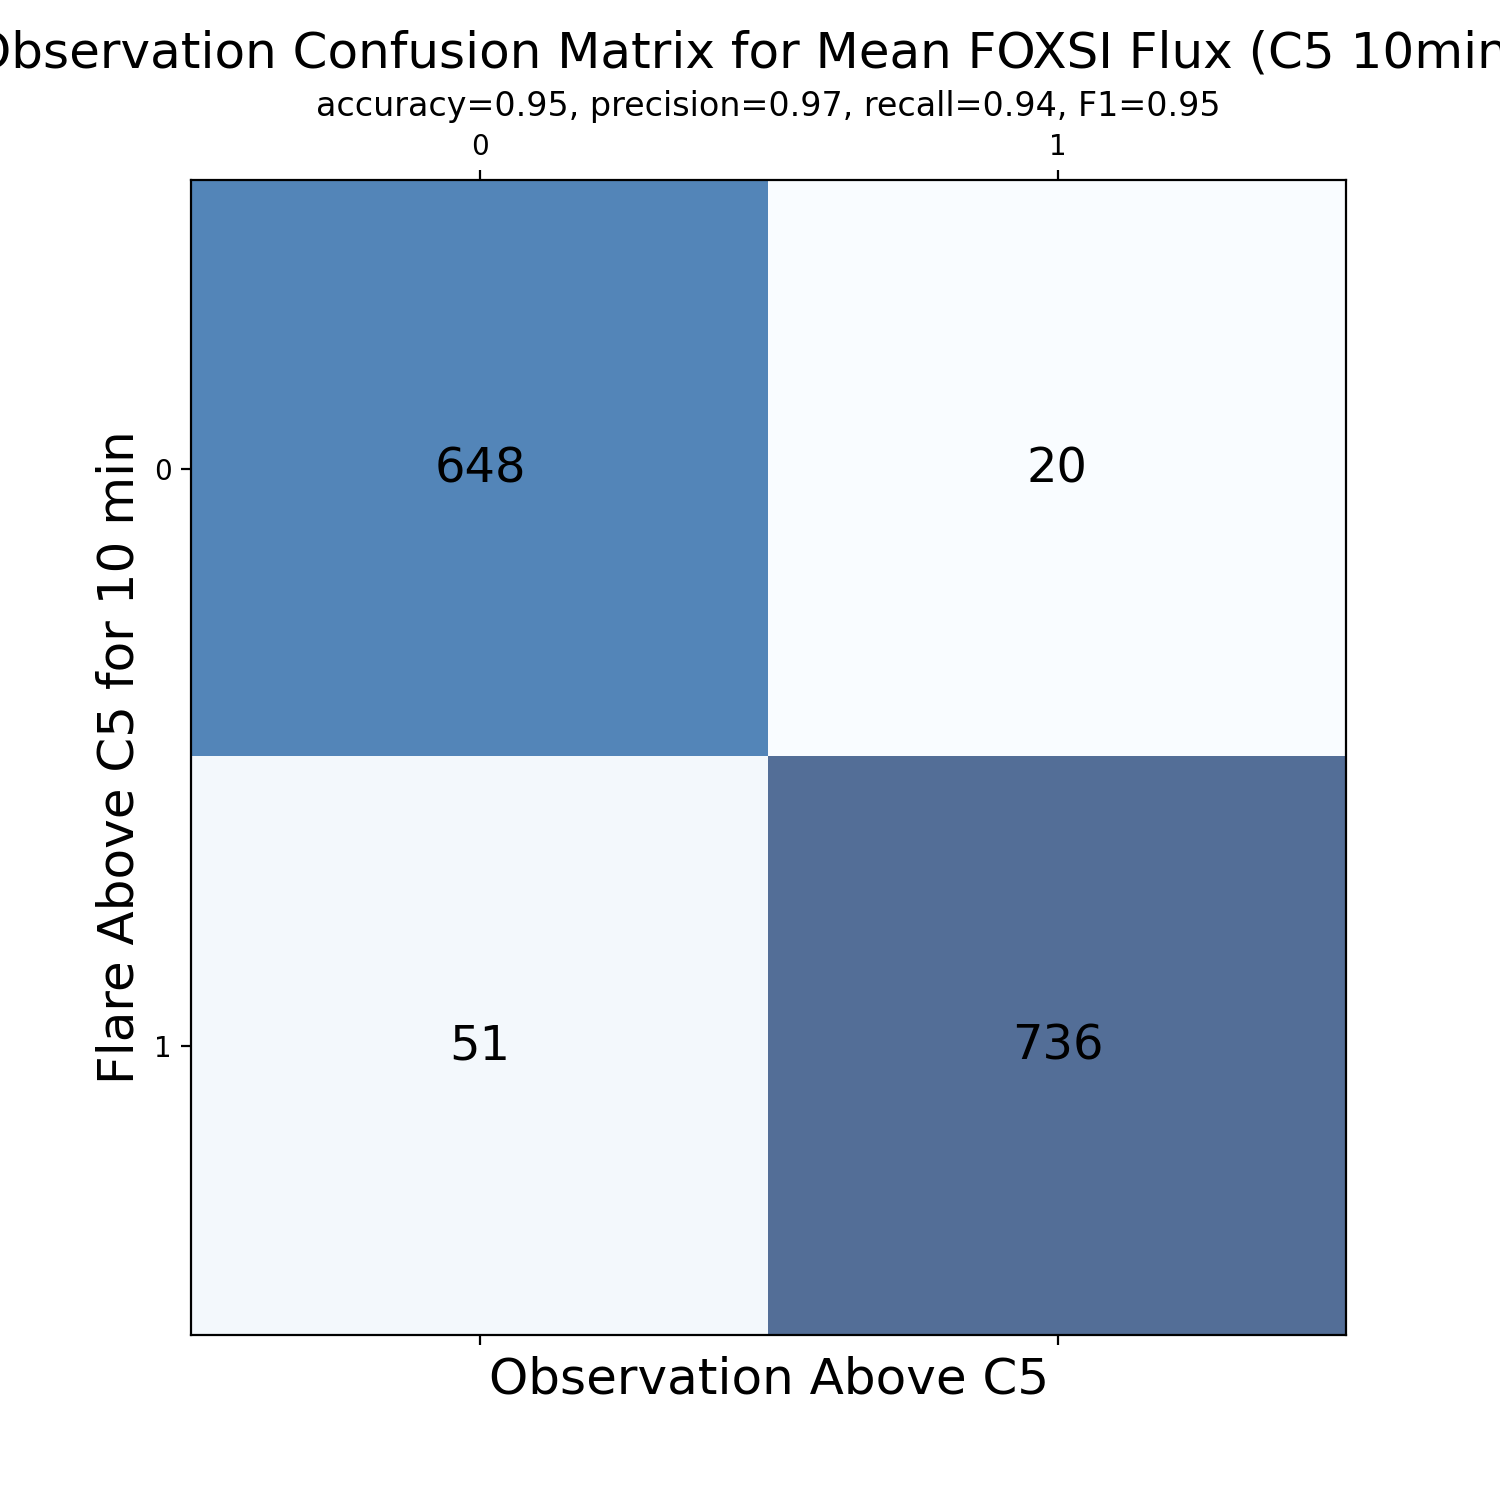 Observation Confusion Matrix for Mean FOXSI Flux (C5 10min
accuracy=0.95, precision=0.97, recall=0.94, F1=0.95
0 1
0 648 20
1 51 736
Flare Above C5 for 10 min
Observation Above C5